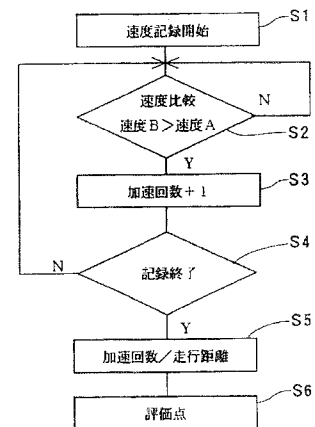 速度記録開始
S1
速度比較
速度B>速度A
N
S2
Y
加速回数+1
S3
記録終了
S4
N
Y
加速回数/走行距離
S5
評価点
S6